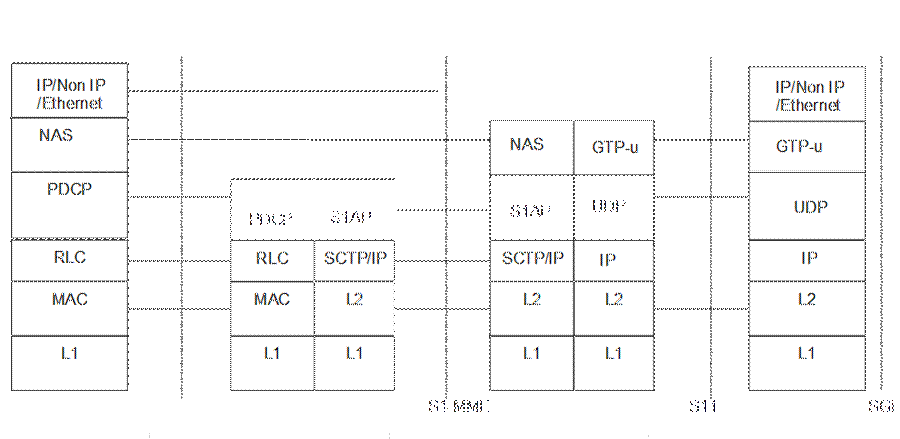 IP/Non IP
/Ethernet
NAS
PDCP
RLC
MAC
L1
PDCP S1AP
RLC SCTP/IP
MAC L2
L1 L1
NAS GTP-u
S1AP UDP
SCTP/IP IP
L2 L2
L1 L1
IP/Non IP
/Ethernet
GTP-u
UDP
IP
L2
L1
S1-MME
S11
SGi